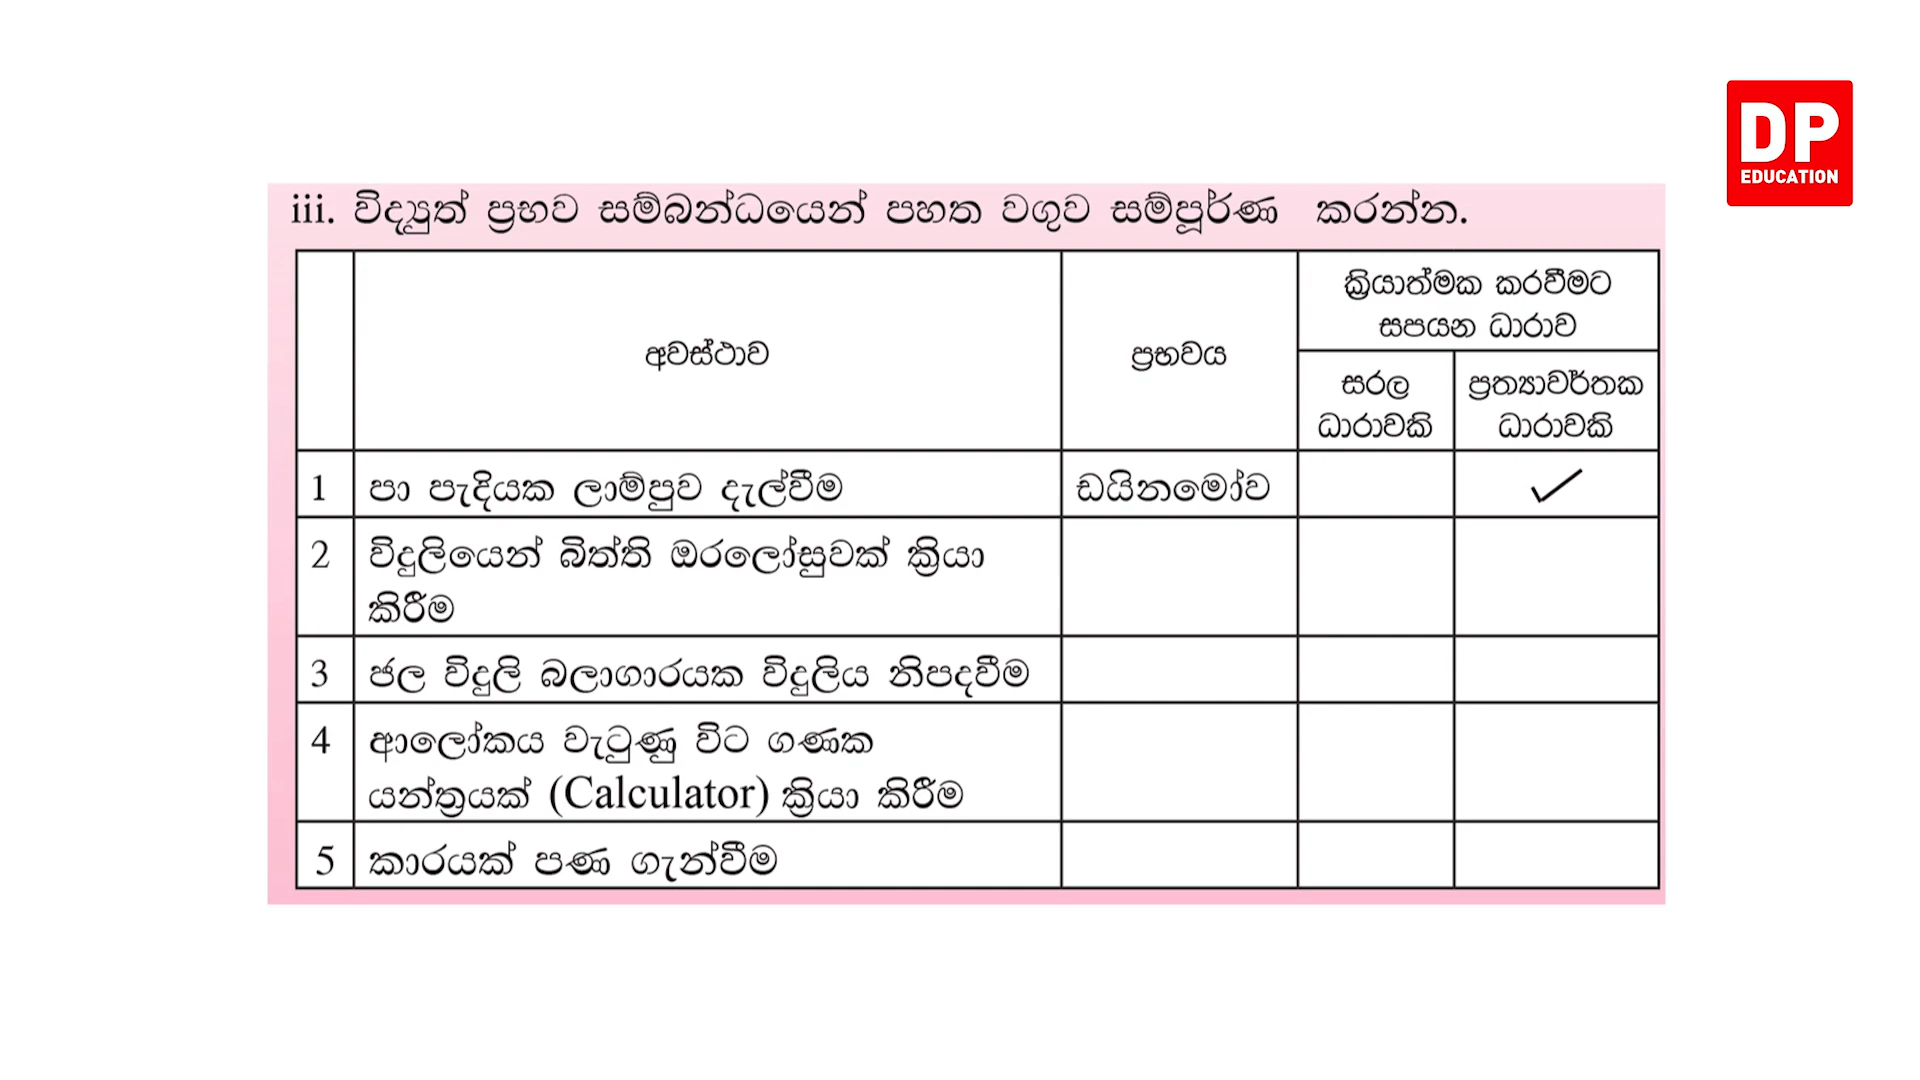 DP
EDUCATION
iii. විද්‍යුත් ප්‍රභව සම්බන්ධයෙන් පහත වගුව සම්පූර්ණ කරන්න.
අවස්ථාව
ප්‍රභවය
ක්‍රියාත්මක කරවීමට
සපයන ධාරාව
සරල
ධාරාවකි
ප්‍රත්‍යාවර්තක
ධාරාවකි
1 පා පැදියක ලාම්පුව දැල්වීම ඩයිනමෝව ✓
2 විදුලියෙන් බිත්ති ඔරලෝසුවක් ක්‍රියා
කිරීම
3 ජල විදුලි බලාගාරයක විදුලිය නිපදවීම
4 ආලෝකය වැටුණු විට ගණක
යන්ත්‍රයක් (Calculator) ක්‍රියා කිරීම
5 කාරයක් පණ ගැන්වීම